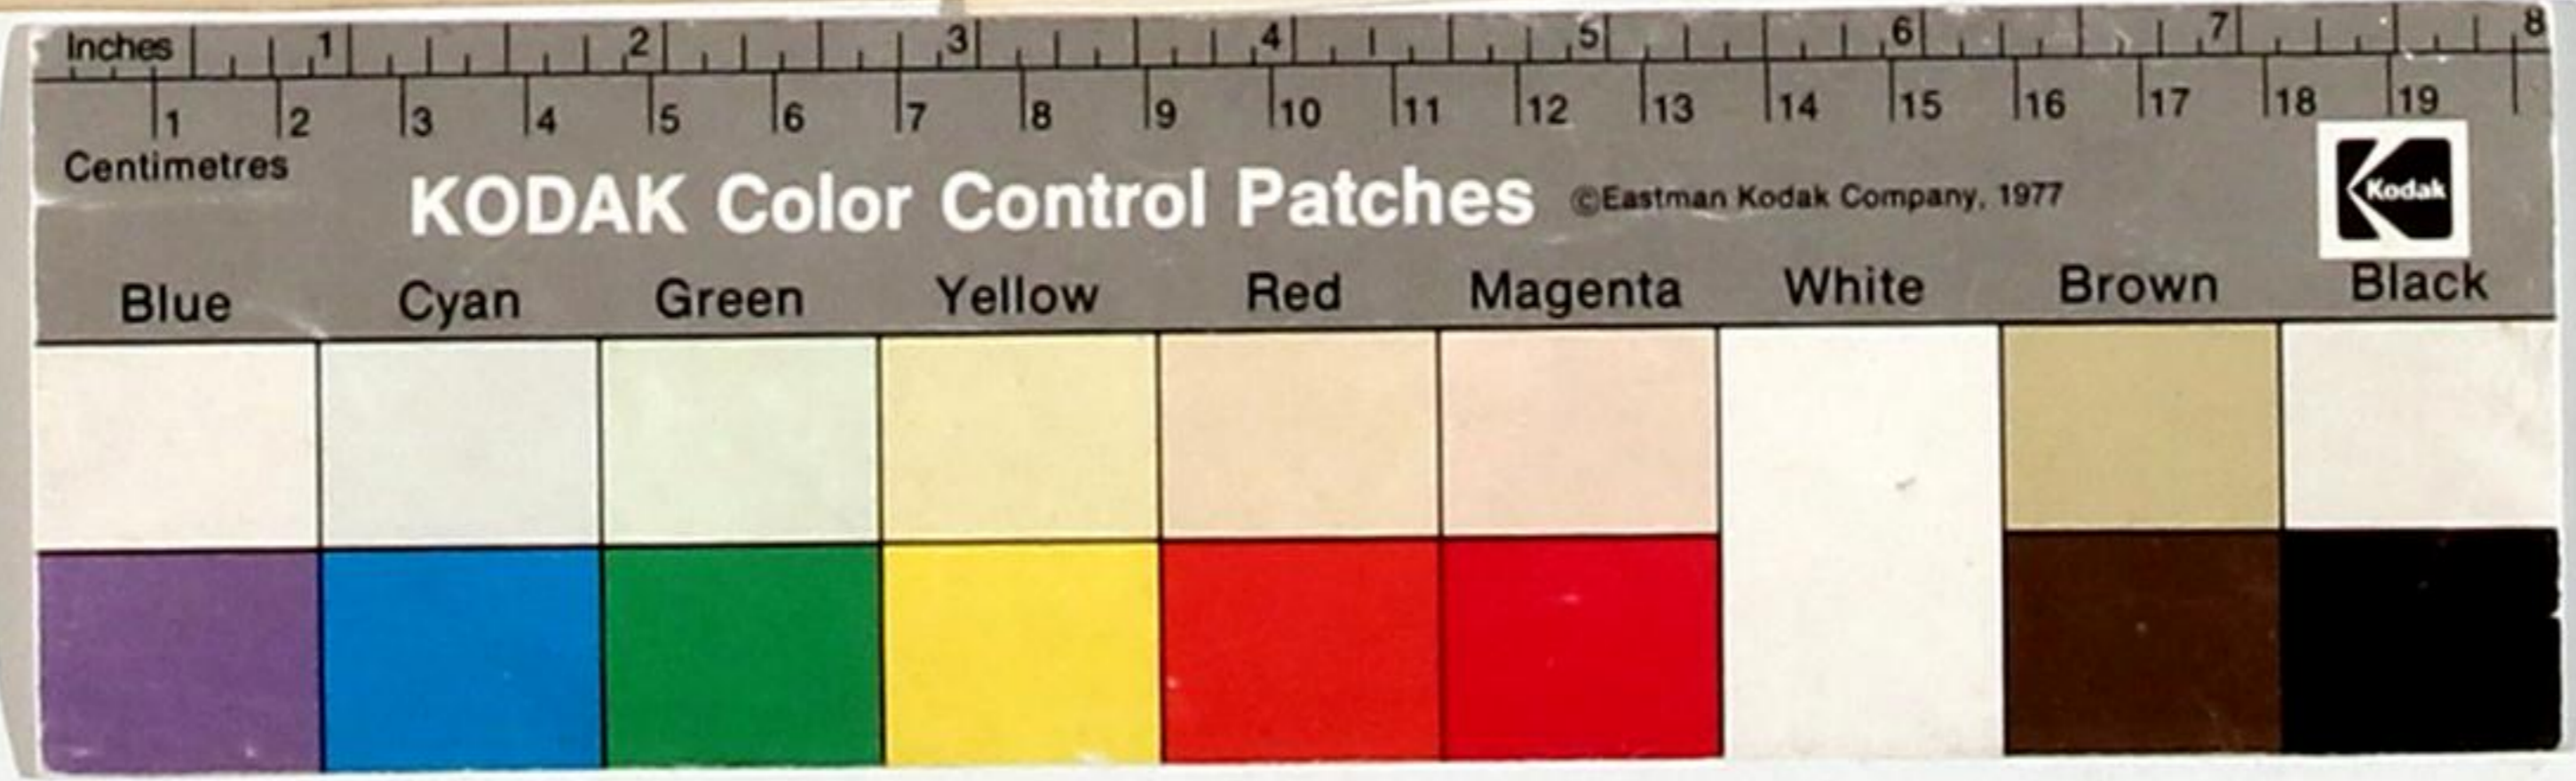 Inches 1 2 3 4 5 6 7 8
1 2 3 4 5 6 7 8 9 10 11 12 13 14 15 16 17 18 19
Centimetres
KODAK Color Control Patches ©Eastman Kodak Company, 1977
Kodak
Blue Cyan Green Yellow Red Magenta White Brown Black